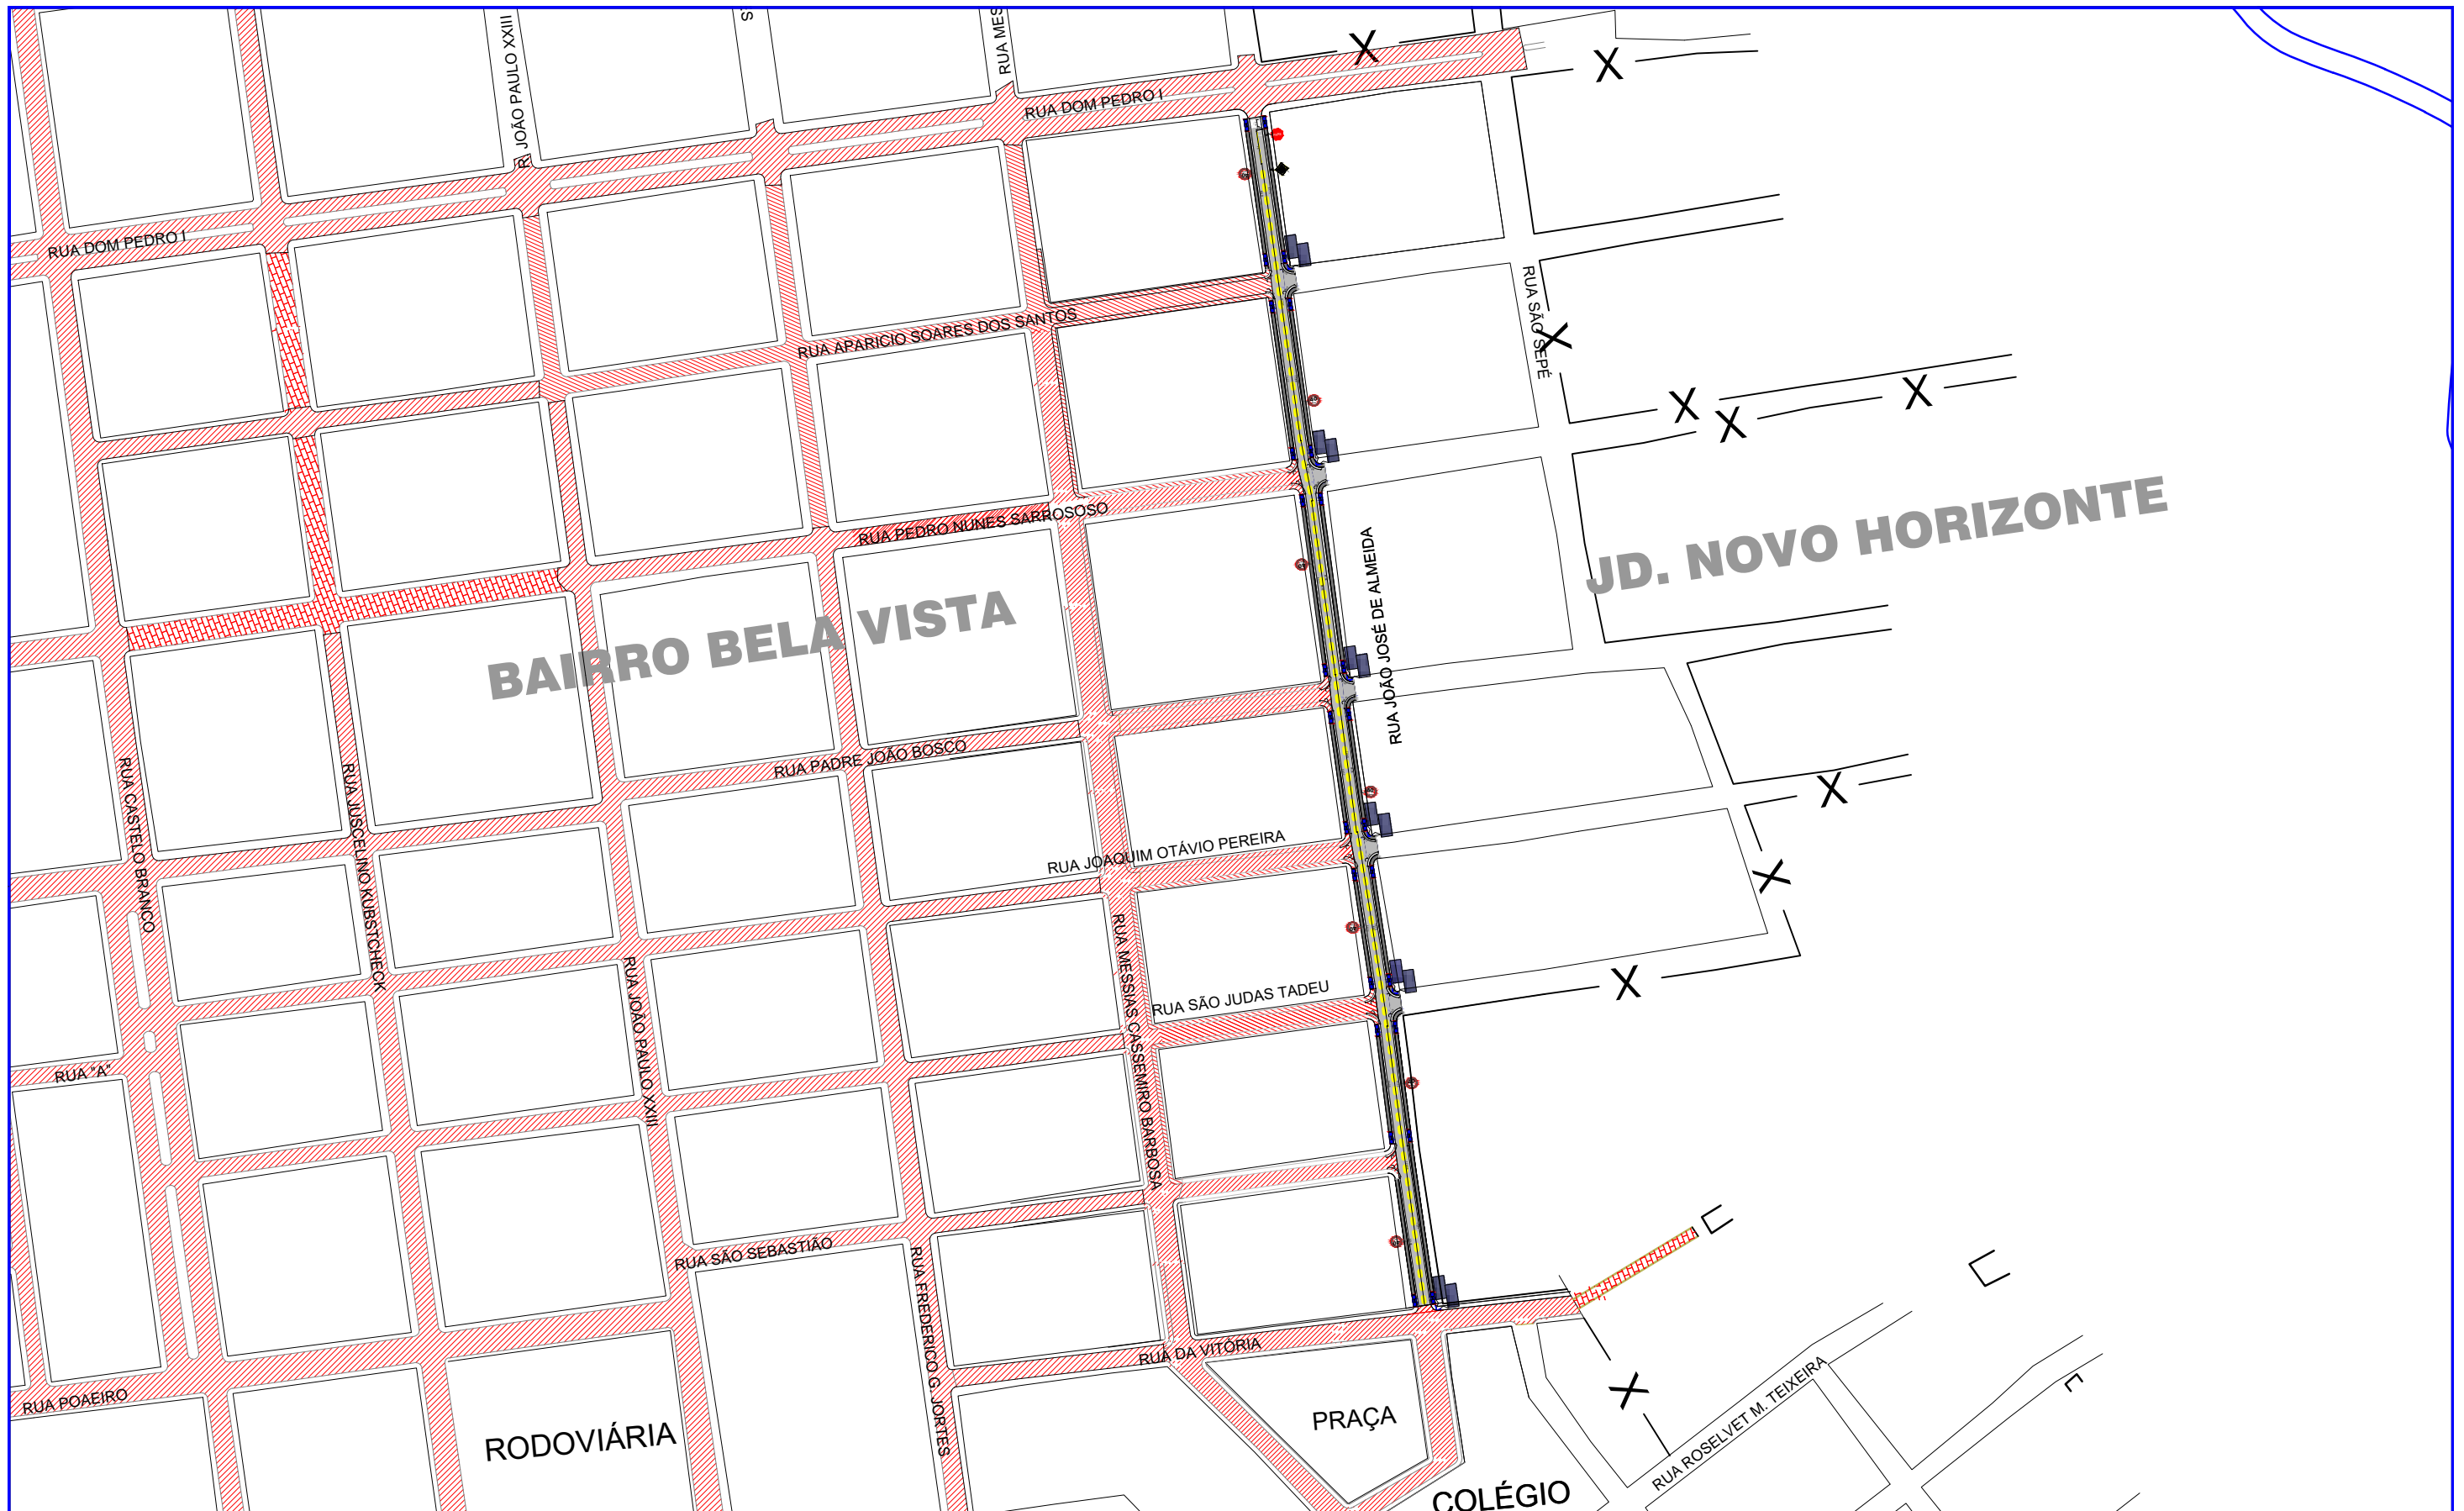 R. JOÃO PAULO XXIII
S
RUA MES
RUA DOM PEDRO I
RUA DOM PEDRO I
X
X
RUA SÃO SEPÉ
X
RUA APARICIO SOARES DOS SANTOS
X
X
X
RUA PEDRO NUNES SARROSOSO
JD. NOVO HORIZONTE
RUA JOÃO JOSÉ DE ALMEIDA
BAIRRO BELA VISTA
RUA PADRE JOÃO BOSCO
RUA CASTELO BRANCO
RUA JUSCELINO KUBSTCHECK
X
RUA JOAQUIM OTÁVIO PEREIRA
X
RUA MESSIAS CASSEMIRO BARBOSA
RUA JOÃO PAULO XXIII
RUA SÃO JUDAS TADEU
X
RUA "A"
RUA SÃO SEBASTIÃO
RUA FREDERICO G. JORTES
RUA DA VITÓRIA
RUA POAEIRO
X
RUA ROSELVET M. TEIXEIRA
RODOVIÁRIA
PRAÇA
COLÉGIO